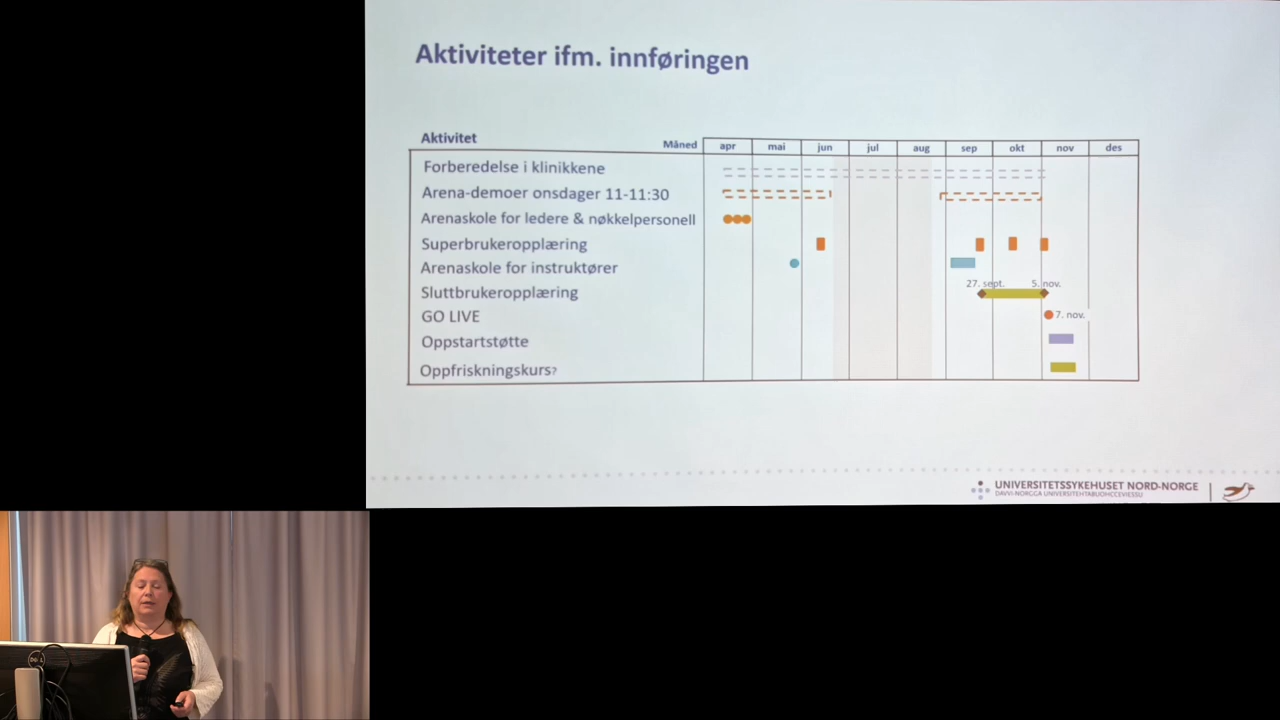 Aktiviteter ifm. innføringen
Aktivitet Måned apr mai jun jul aug sep okt nov des
Forberedelse i klinikkene
Arena-demoer onsdager 11-11:30
Arenaskole for ledere & nøkkelpersonell
Superbrukeropplæring
Arenaskole for instruktører
27. sept. 5. nov.
Sluttbrukeropplæring
GO LIVE 7. nov.
Oppstartstøtte
Oppfriskningskurs?
UNIVERSITETSSYKEHUSET NORD-NORGE
DAVVI-NORGGA UNIVERSITEHTABUOHCCEVIESSU
DELL